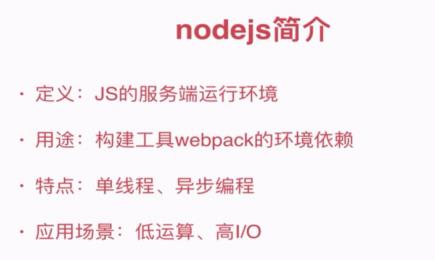 nodejs简介
· 定义：JS的服务端运行环境
· 用途：构建工具webpack的环境依赖
· 特点：单线程、异步编程
· 应用场景：低运算、高I/O